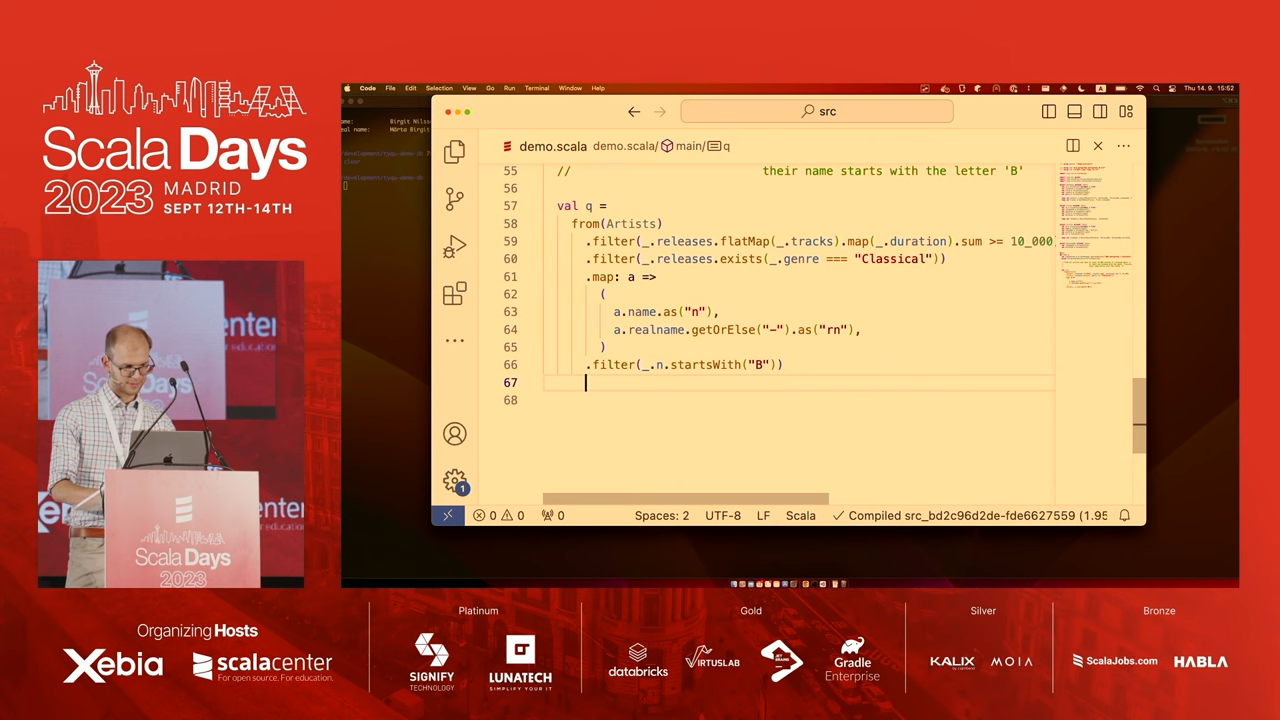 Scala Days
2023 MADRID
SEPT 12TH-14TH
Code File Edit Selection View Go Run Terminal Window Help
Thu 14. 9. 15:52
src
demo.scala demo.scala/ main/ q
55 // their name starts with the letter 'B'
56
57 val q =
58 from(Artists)
59 .filter(_.releases.flatMap(_.tracks).map(_.duration).sum >= 10_000
60 .filter(_.releases.exists(_.genre === "Classical"))
61 .map: a =>
62 (
63 a.name.as("n"),
64 a.realname.getOrElse("-").as("rn"),
65 )
66 .filter(_.n.startsWith("B"))
67
68
1
0 0 0 Spaces: 2 UTF-8 LF Scala ✓ Compiled src_bd2c96d2de-fde6627559 (1.95
Scala Days
2023
Organizing Hosts
Xebia
scalacenter
For open source. For education.
Platinum
SIGNIFY
TECHNOLOGY
LUNATECH
SIMPLIFY YOUR IT
Gold
databricks
VIRTUSLAB
JET
BRAINS
Gradle
Enterprise
Silver
KALIX
by Lightbend
MOIA
Bronze
ScalaJobs.com
HABLA